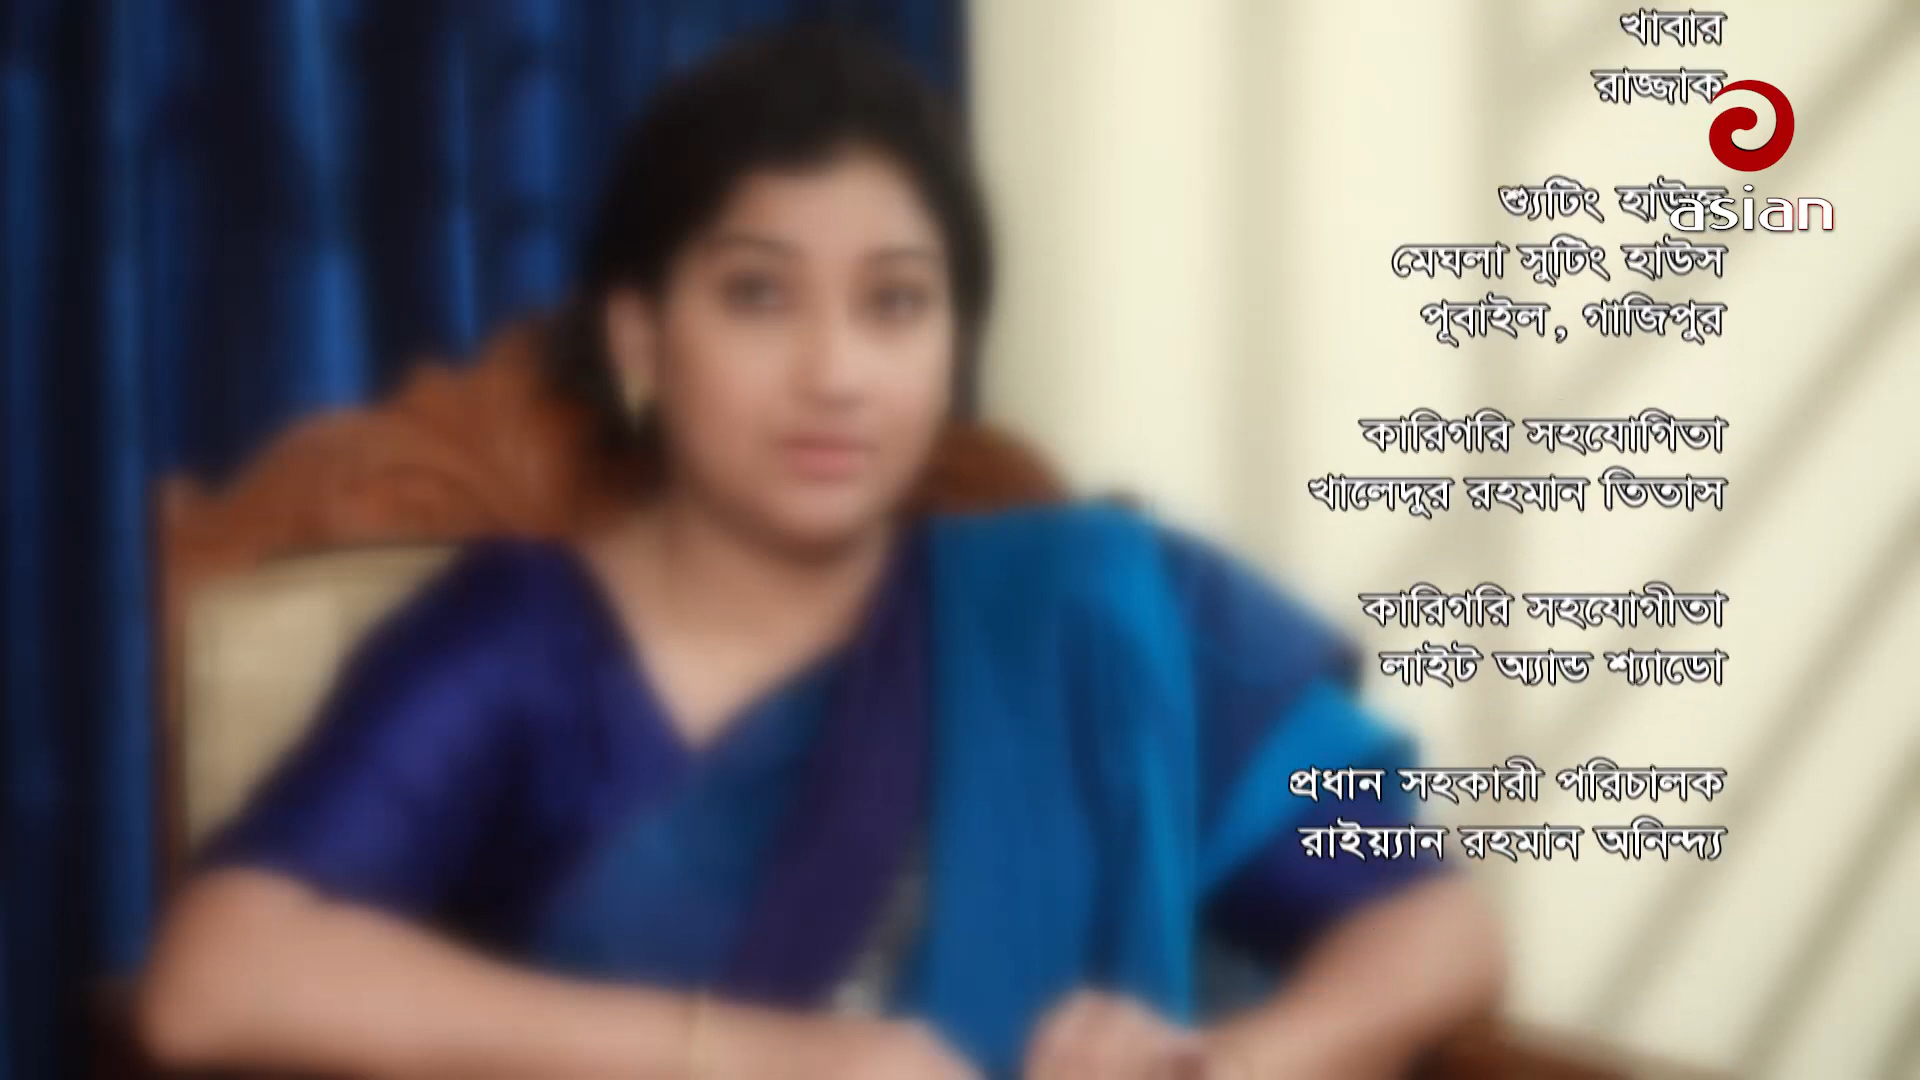 খাবার
রাজ্জাক
শ্যুটিং হাউজ
asian
মেঘলা সুটিং হাউস
পূবাইল, গাজিপুর
কারিগরি সহযোগিতা
খালেদুর রহমান তিতাস
কারিগরি সহযোগীতা
লাইট অ্যান্ড শ্যাডো
প্রধান সহকারী পরিচালক
রাইয়্যান রহমান অনিন্দ্য